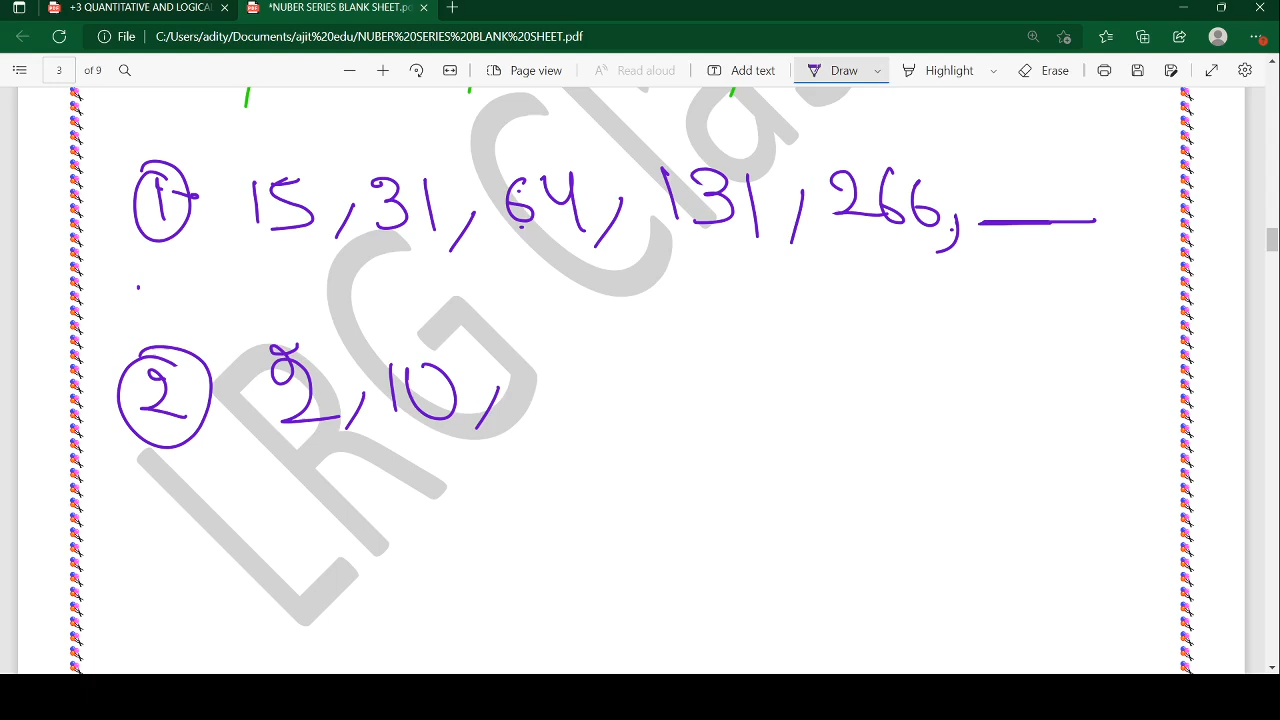 +3 QUANTITATIVE AND LOGICAL
*NUBER SERIES BLANK SHEET.pd
File
C:/Users/adity/Documents/ajit%20edu/NUBER%20SERIES%20BLANK%20SHEET.pdf
3 of 9
Page view
Read aloud
Add text
Draw
Highlight
Erase
LRG Cla
1 15, 31, 64, 131, 266, ____
2 2, 10,